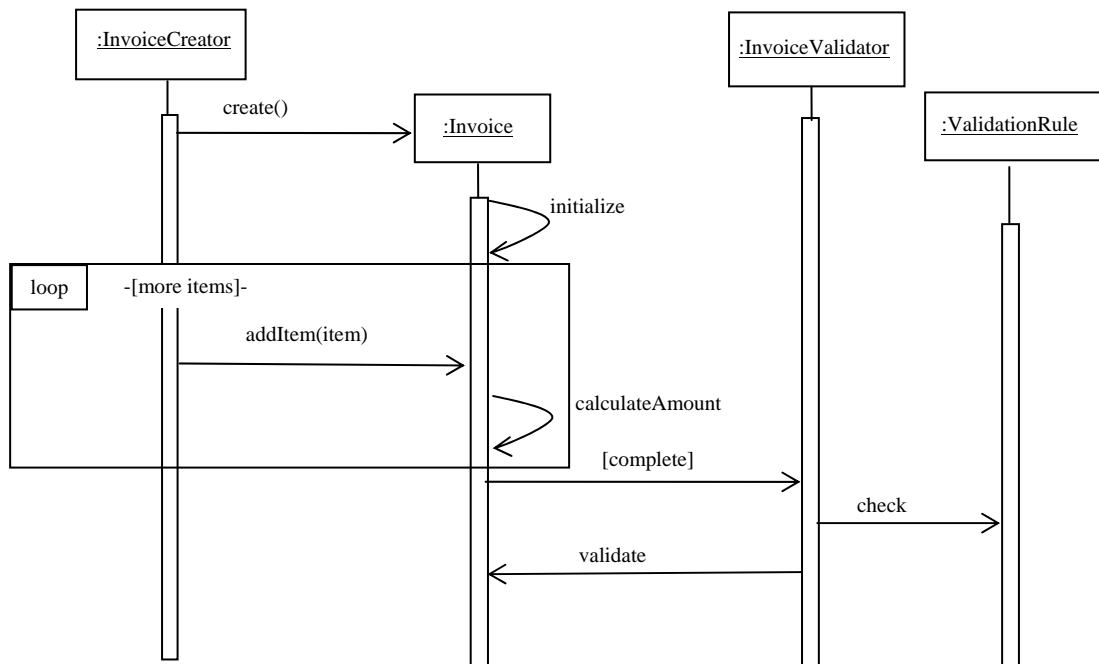 :InvoiceCreator
:InvoiceValidator
create()
:Invoice
:ValidationRule
initialize
loop
-[more items]-
addItem(item)
calculateAmount
[complete]
check
validate